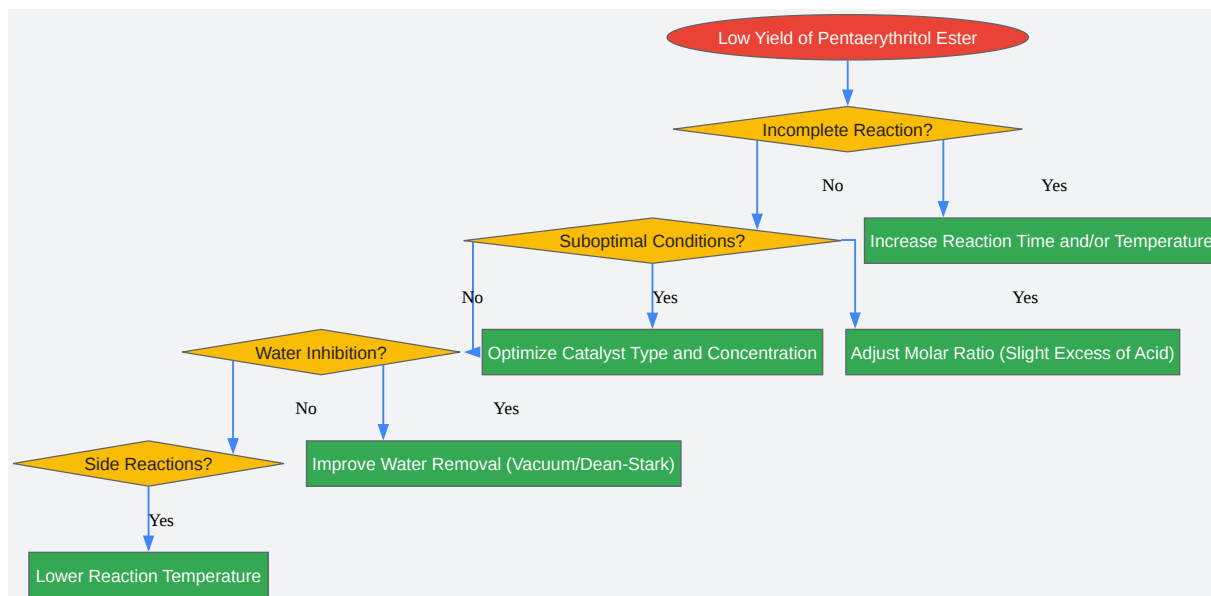 Low Yield of Pentaerythritol Ester
Incomplete Reaction?
No
Yes
Suboptimal Conditions?
Increase Reaction Time and/or Temperature
No
Yes
Yes
Water Inhibition?
Optimize Catalyst Type and Concentration
Adjust Molar Ratio (Slight Excess of Acid)
No
Yes
Side Reactions?
Improve Water Removal (Vacuum/Dean-Stark)
Yes
Lower Reaction Temperature